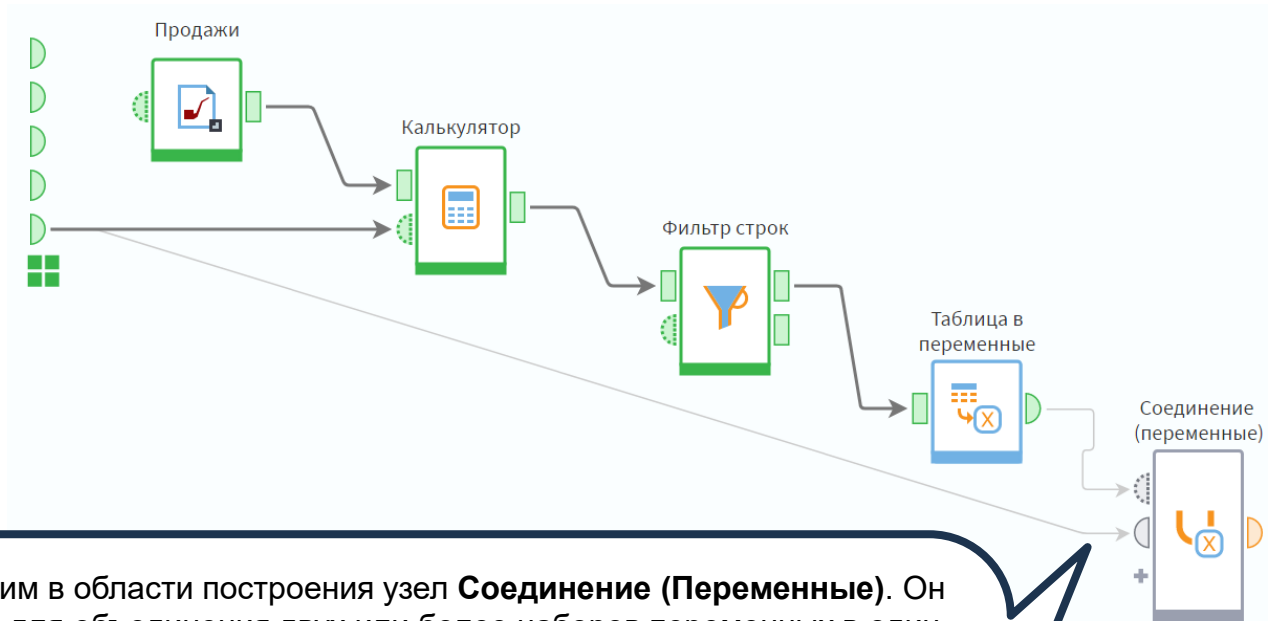 Продажи
Калькулятор
Фильтр строк
Таблица в
переменные
Соединение
(переменные)
им в области построения узел Соединение (Переменные). Он